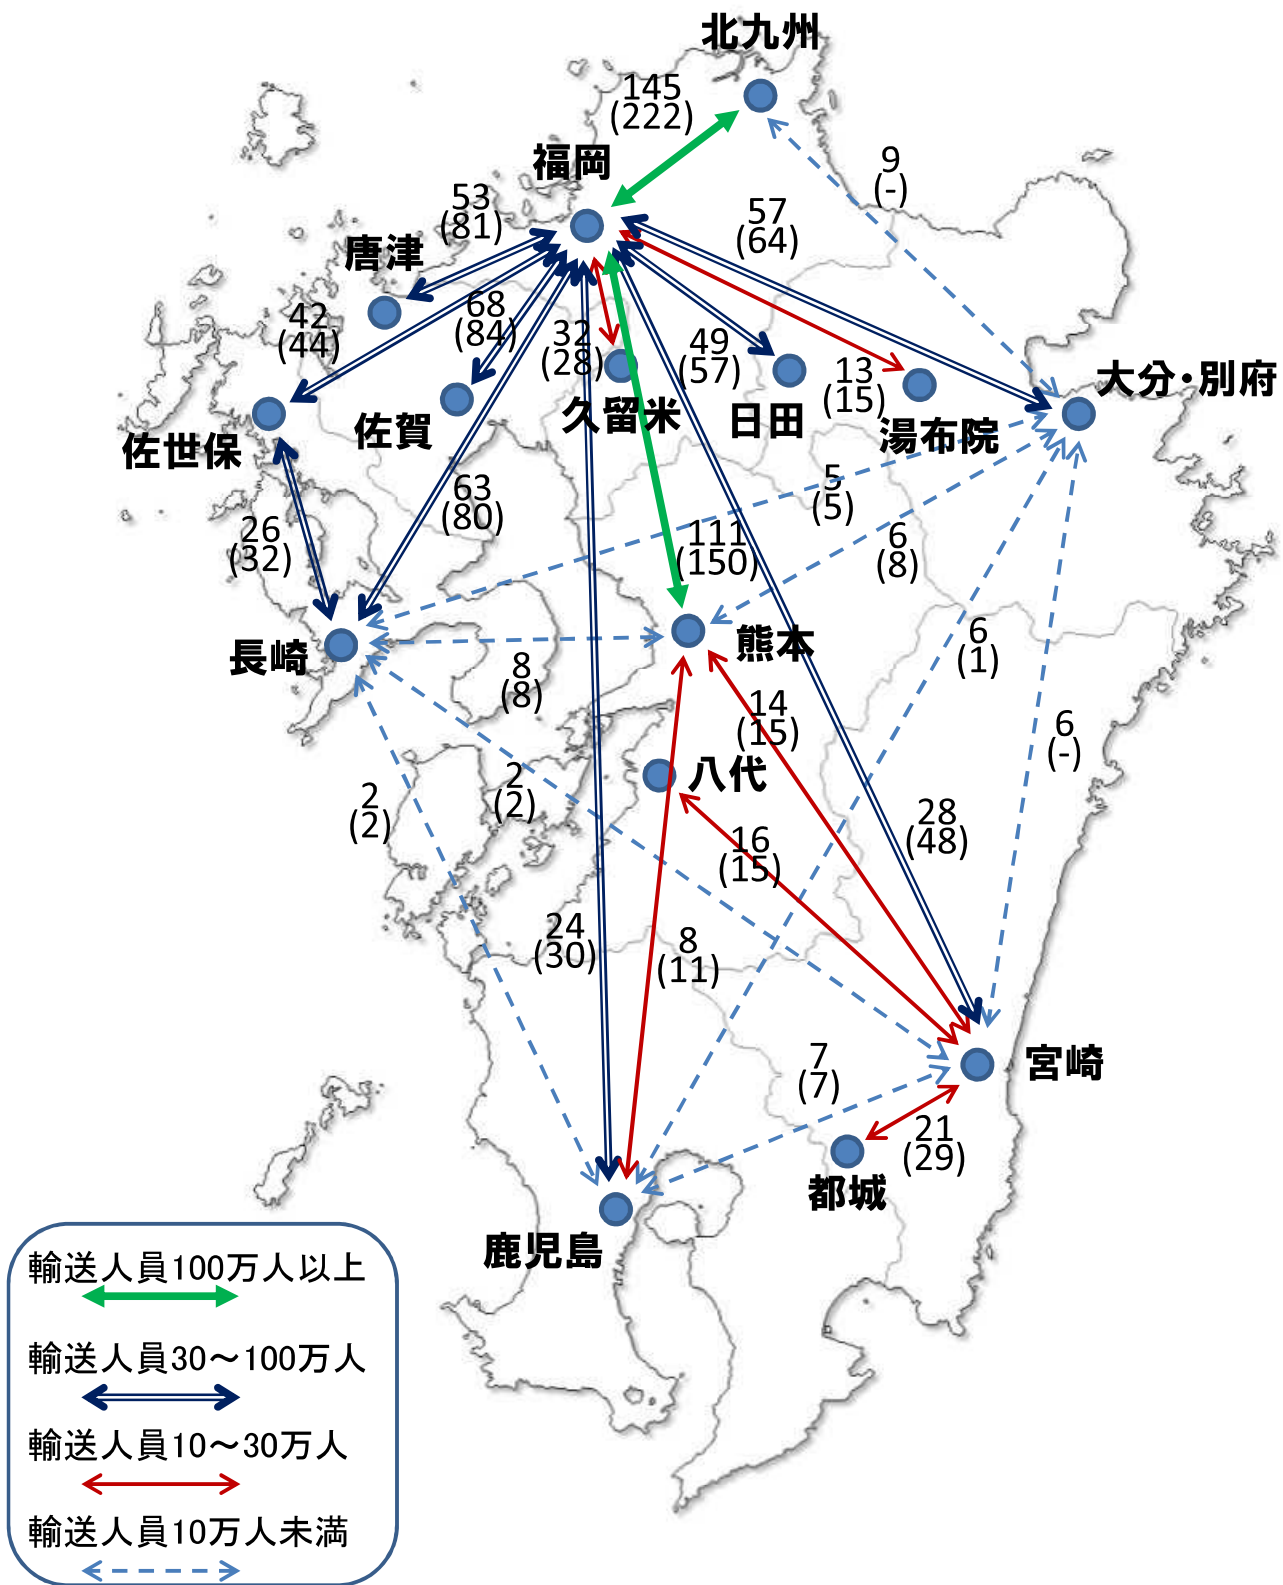 北九州
145
(222)
福岡
9
(-)
53
(81)
57
(64)
唐津
42
(44)
68
(84)
32
(28)
49
(57)
13
(15)
大分・別府
佐世保
佐賀
久留米
日田
湯布院
63
(80)
5
(5)
26
(32)
111
(150)
6
(8)
長崎
熊本
6
(1)
8
(8)
14
(15)
6
(-)
八代
2
(2)
2
(2)
28
(48)
16
(15)
24
(30)
8
(11)
宮崎
7
(7)
21
(29)
都城
鹿児島
輸送人員100万人以上
輸送人員30～100万人
輸送人員10～30万人
輸送人員10万人未満